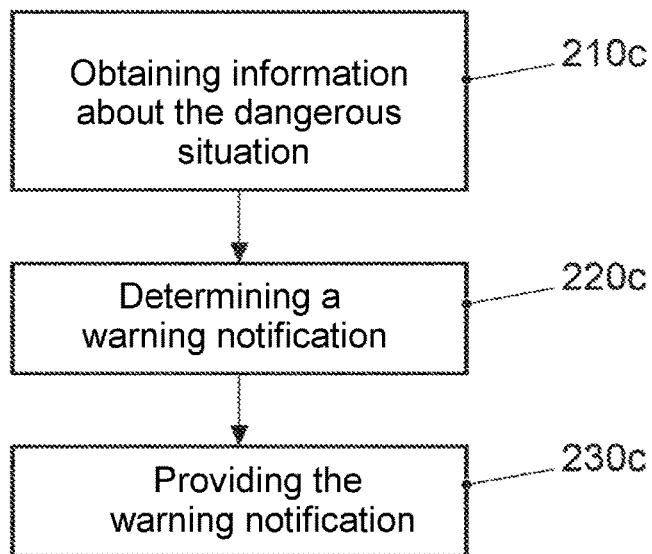 Obtaining information
about the dangerous
situation
210c
Determining a
warning notification
220c
Providing the
warning notification
230c